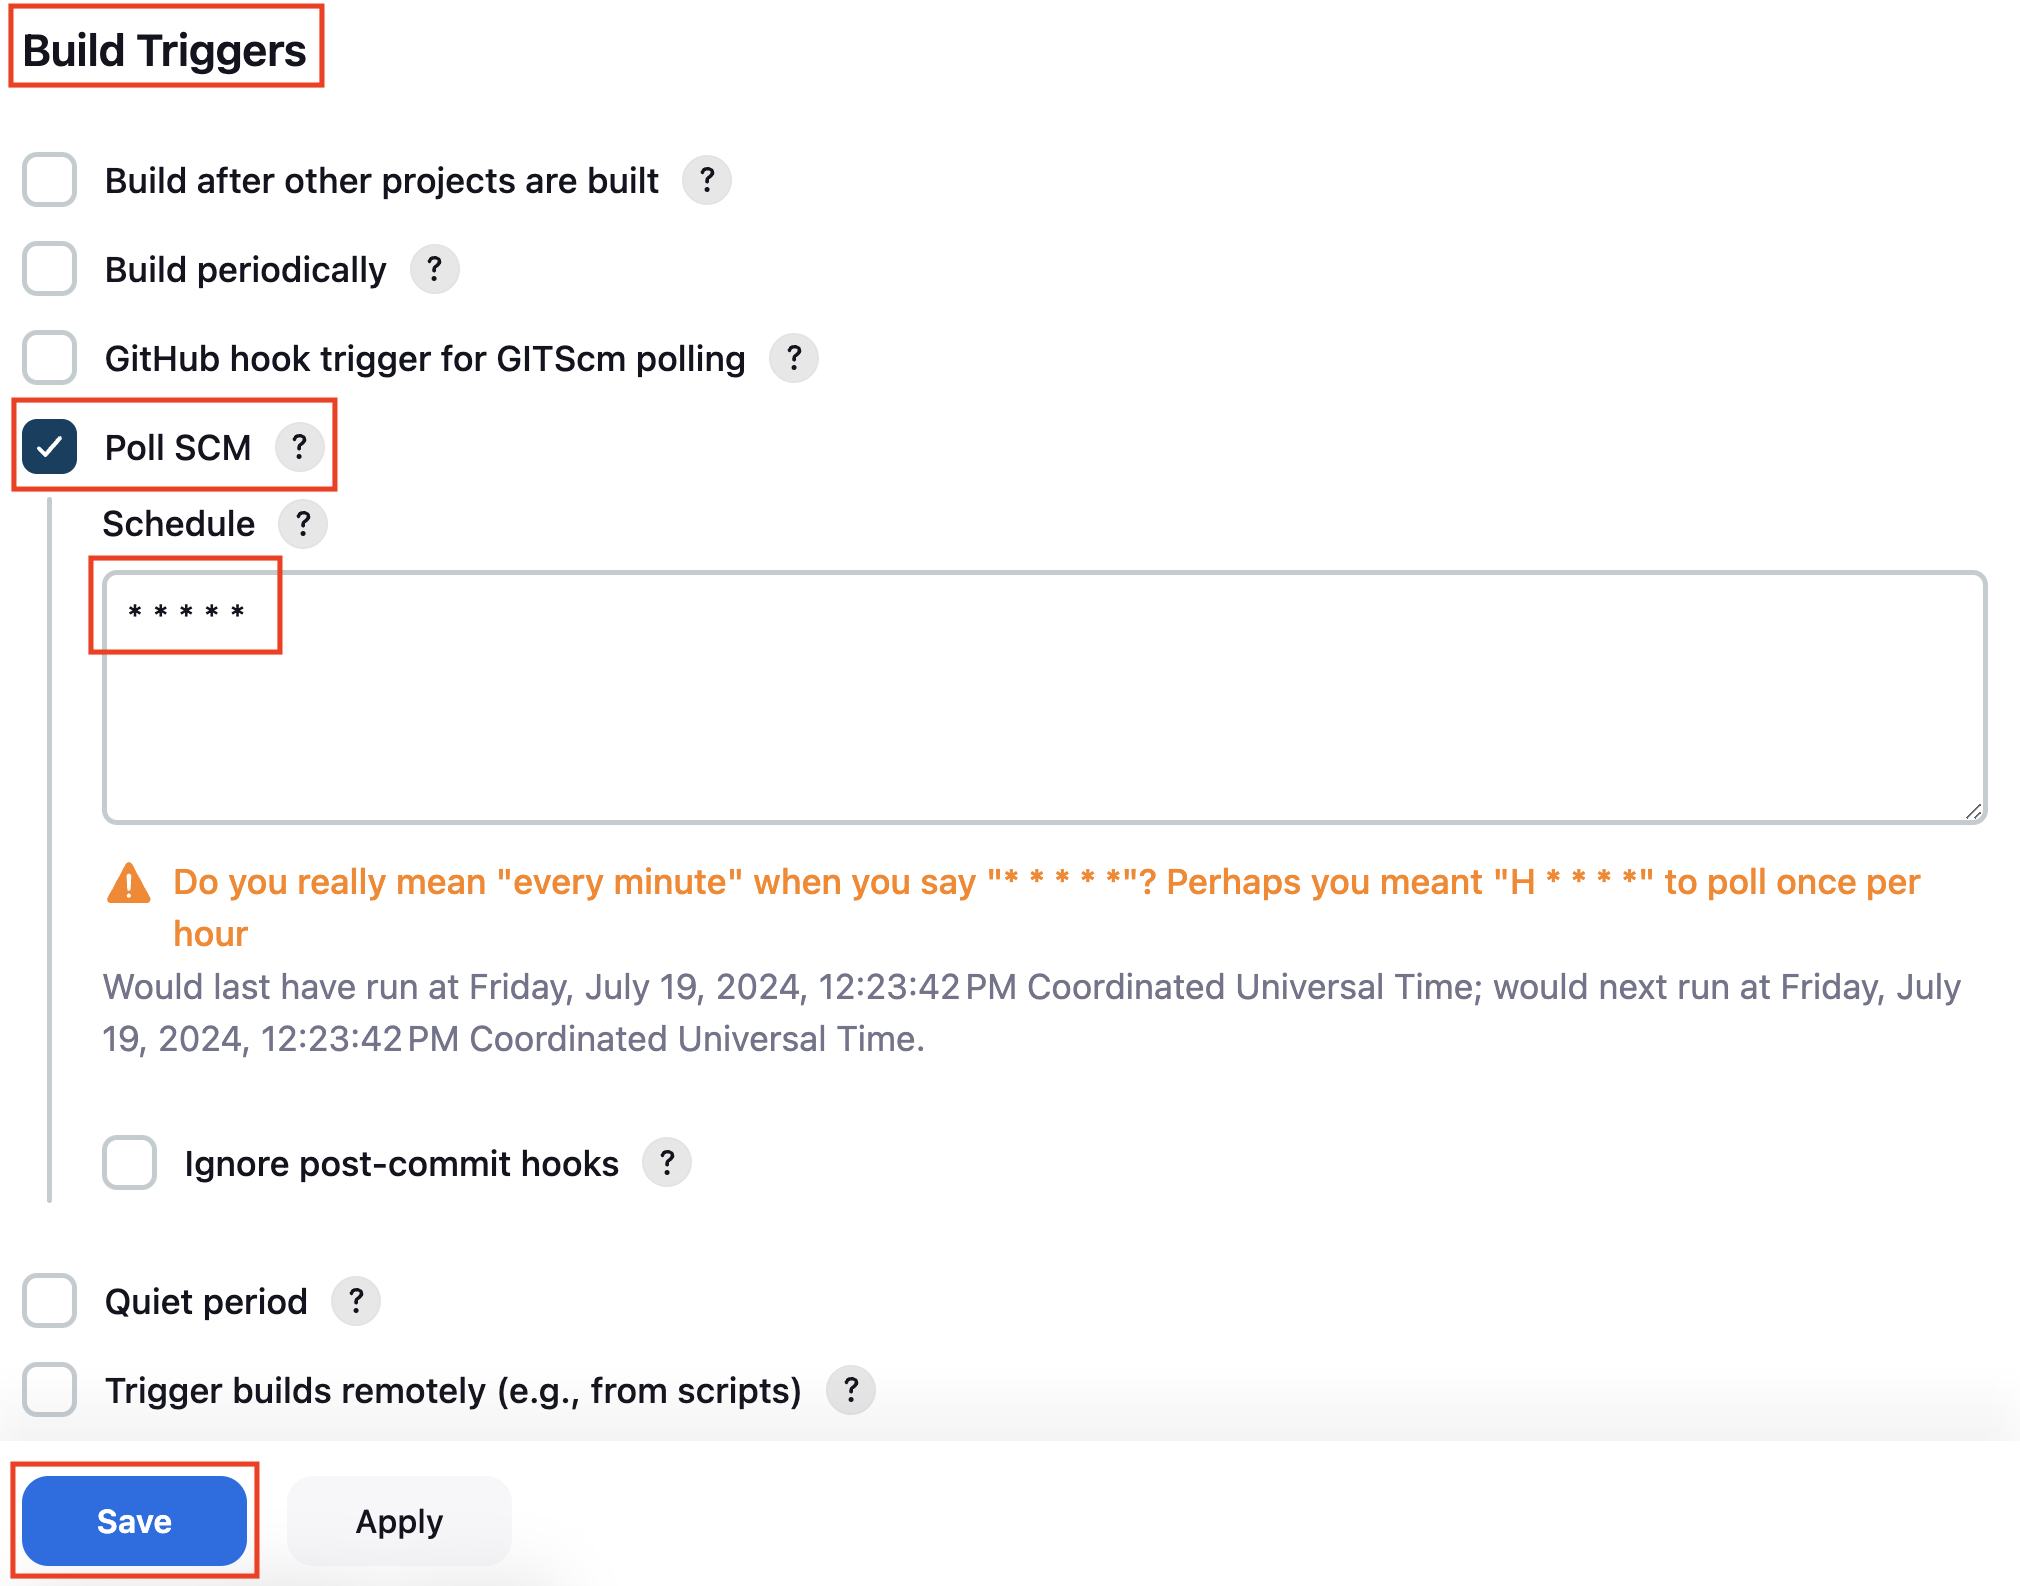 Build Triggers
Build after other projects are built ?
Build periodically ?
GitHub hook trigger for GITScm polling ?
Poll SCM ?
Schedule ?
* * * * *
Do you really mean "every minute" when you say "* * * * *"? Perhaps you meant "H * * * *" to poll once per
hour
Would last have run at Friday, July 19, 2024, 12:23:42 PM Coordinated Universal Time; would next run at Friday, July
19, 2024, 12:23:42 PM Coordinated Universal Time.
Ignore post-commit hooks ?
Quiet period ?
Trigger builds remotely (e.g., from scripts) ?
Save Apply